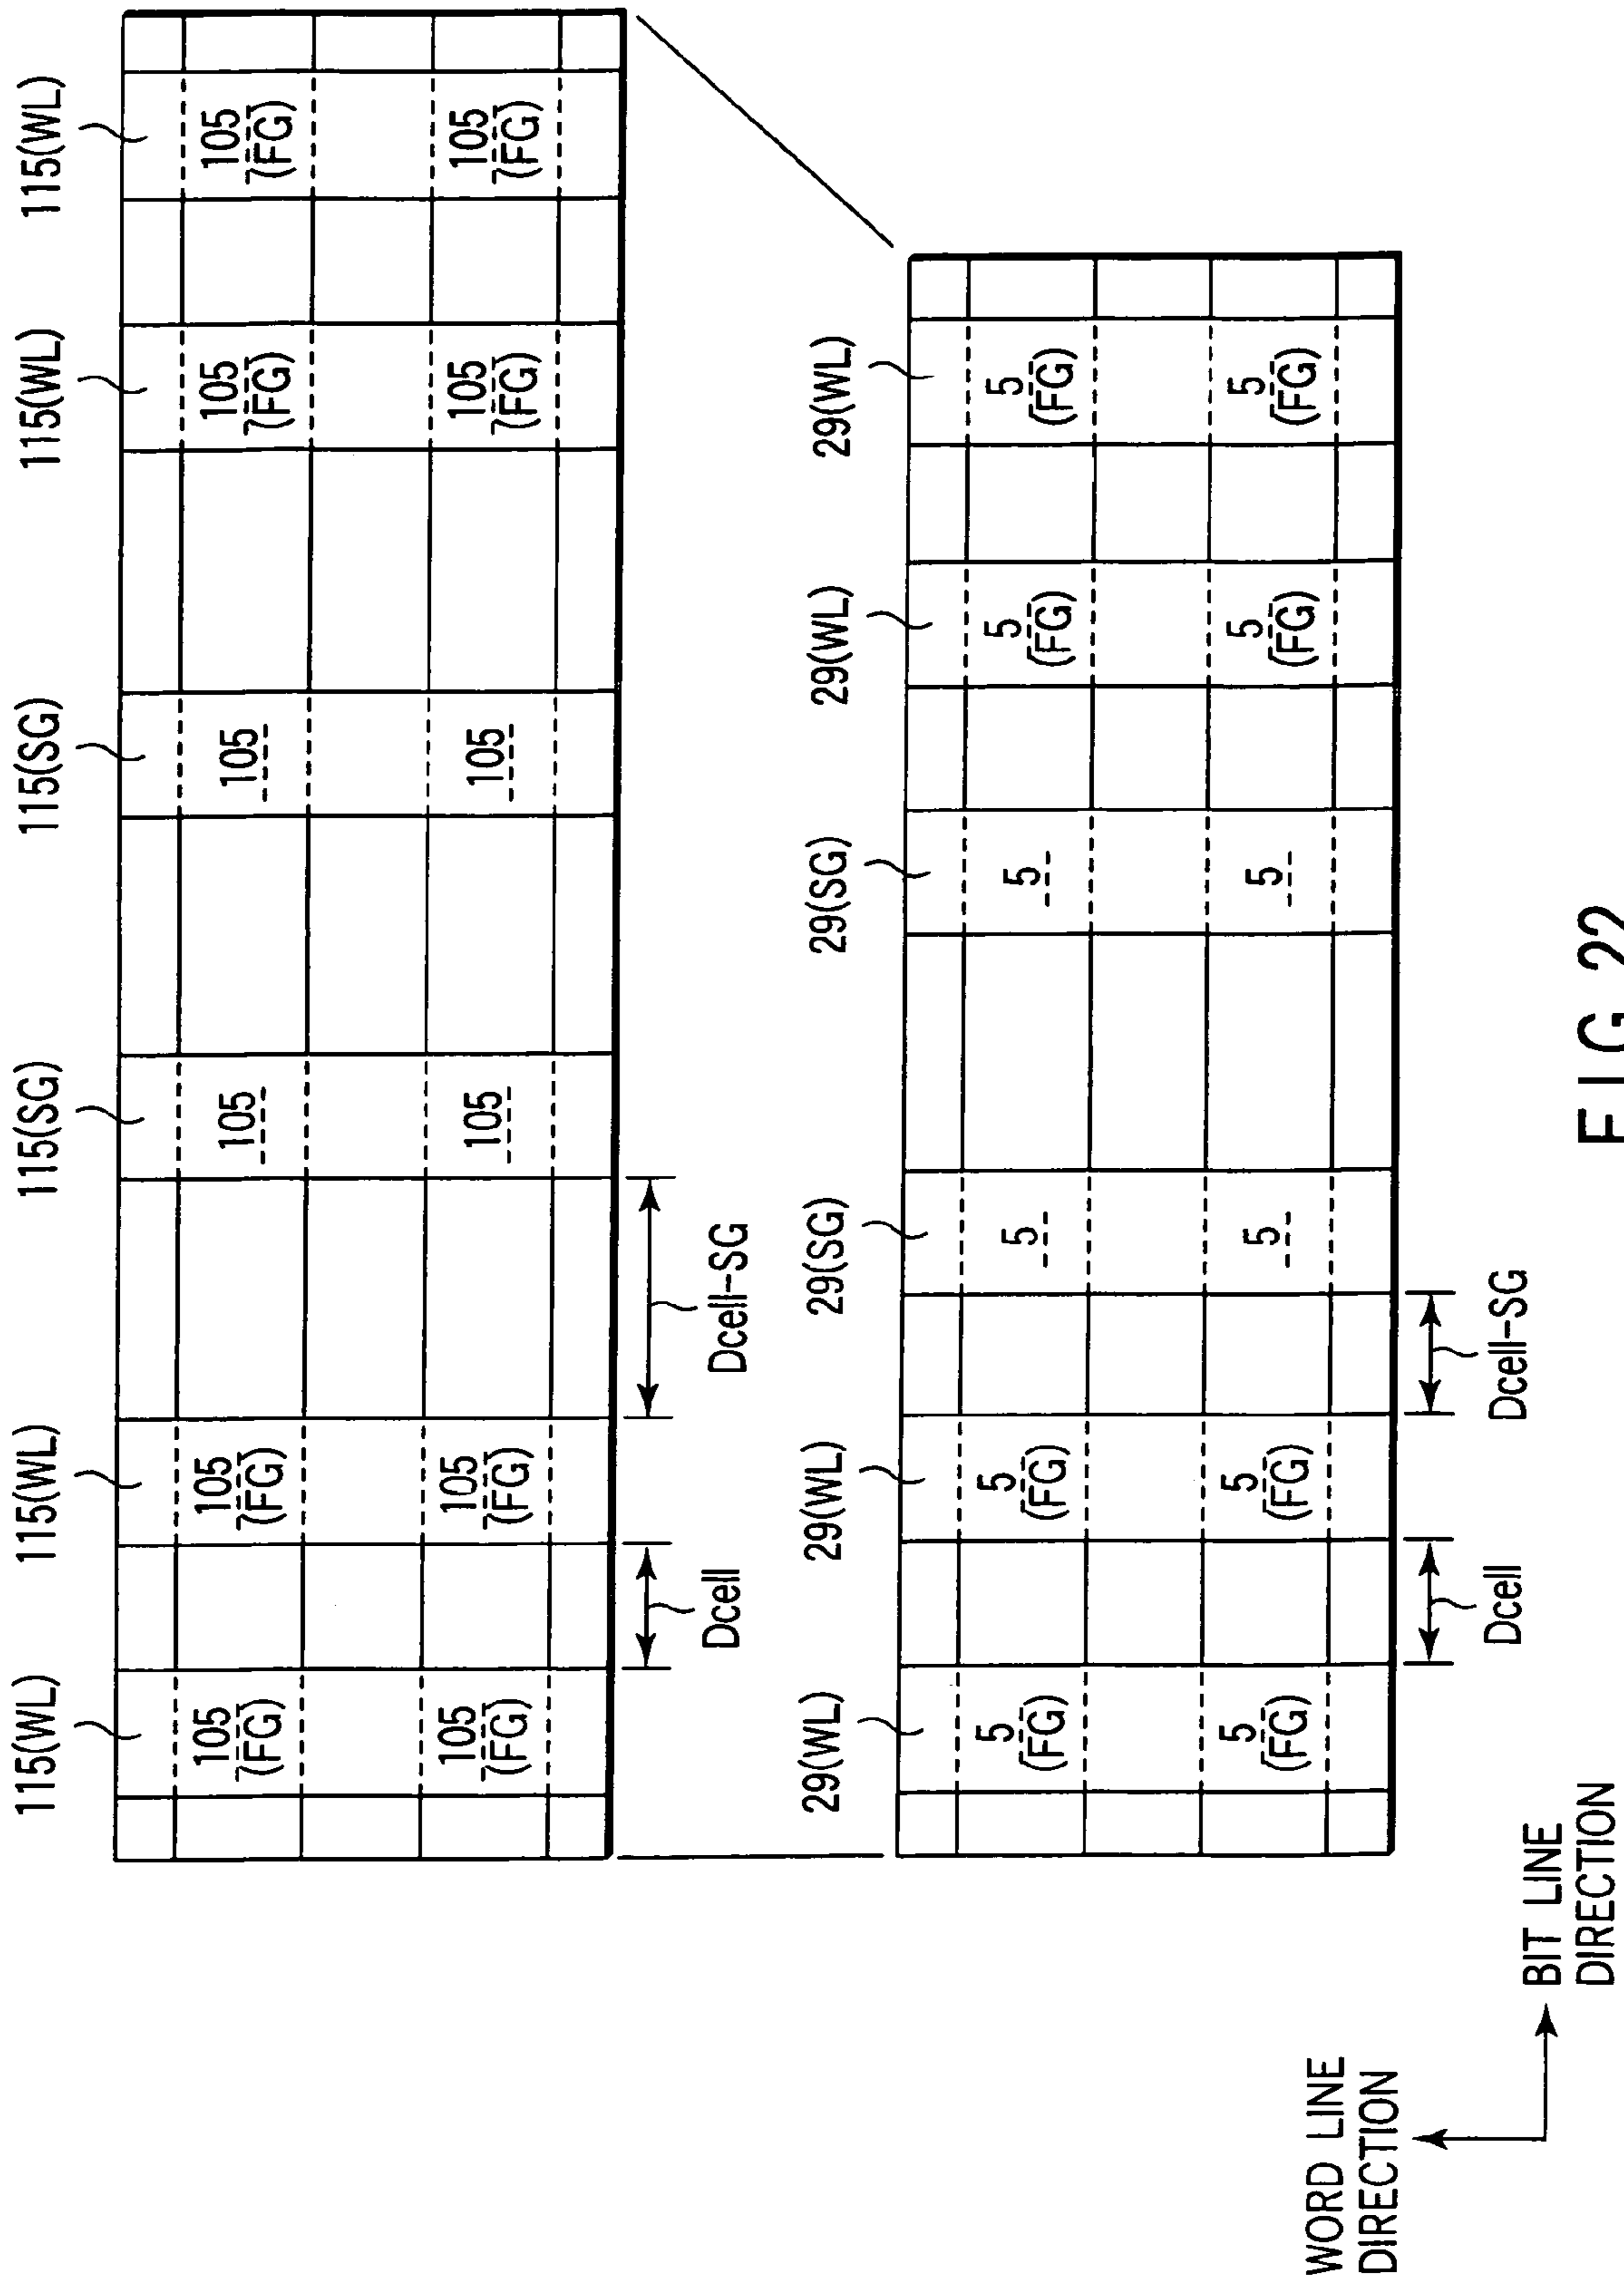 115(WL) 115(WL) 115(SG) 115(SG) 115(WL) 115(WL)
105 (FG) 105 (FG) 105 105 105 (FG) 105 (FG)
105 (FG) 105 (FG) 105 105 105 (FG) 105 (FG)
Dcell Dcell-SG
29(WL) 29(WL) 29(SG) 29(SG) 29(WL) 29(WL)
5 (FG) 5 (FG) 5 5 5 (FG) 5 (FG)
5 (FG) 5 (FG) 5 5 5 (FG) 5 (FG)
Dcell Dcell-SG
WORD LINE
DIRECTION
BIT LINE
DIRECTION
FIG. 22